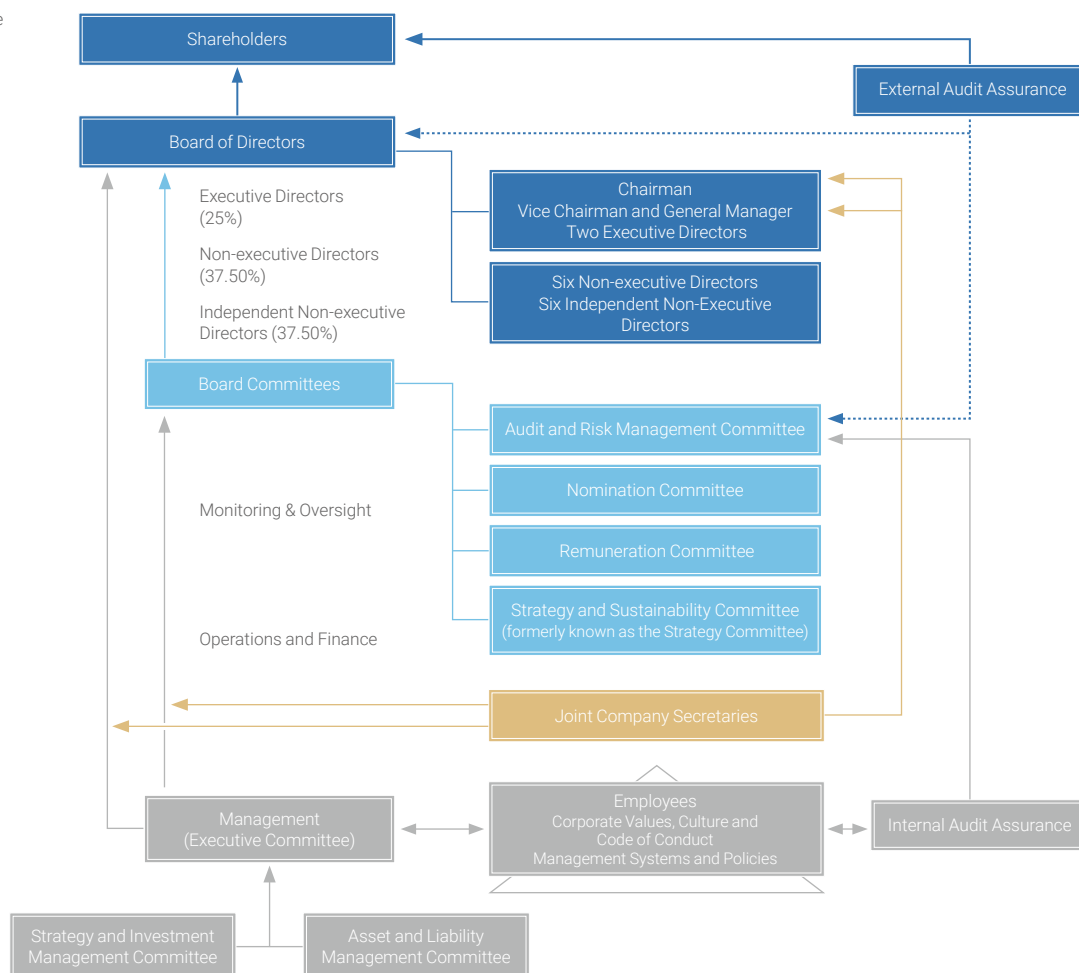 e
Shareholders
External Audit Assurance
Board of Directors
Executive Directors
(25%)
Non-executive Directors
(37.50%)
Independent Non-executive
Directors (37.50%)
Chairman
Vice Chairman and General Manager
Two Executive Directors
Six Non-executive Directors
Six Independent Non-Executive
Directors
Board Committees
Audit and Risk Management Committee
Nomination Committee
Monitoring & Oversight
Remuneration Committee
Strategy and Sustainability Committee
(formerly known as the Strategy Committee)
Operations and Finance
Joint Company Secretaries
Management
(Executive Committee)
Employees
Corporate Values, Culture and
Code of Conduct
Management Systems and Policies
Internal Audit Assurance
Strategy and Investment
Management Committee
Asset and Liability
Management Committee